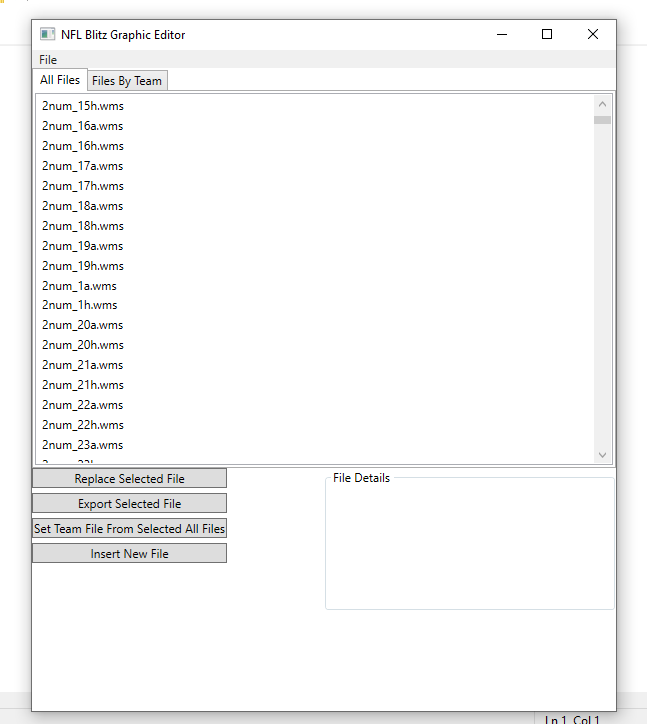 NFL Blitz Graphic Editor
File
All Files Files By Team
2num_15h.wms
2num_16a.wms
2num_16h.wms
2num_17a.wms
2num_17h.wms
2num_18a.wms
2num_18h.wms
2num_19a.wms
2num_19h.wms
2num_1a.wms
2num_1h.wms
2num_20a.wms
2num_20h.wms
2num_21a.wms
2num_21h.wms
2num_22a.wms
2num_22h.wms
2num_23a.wms
Replace Selected File
File Details
Export Selected File
Set Team File From Selected All Files
Insert New File
Ln 1, Col 1